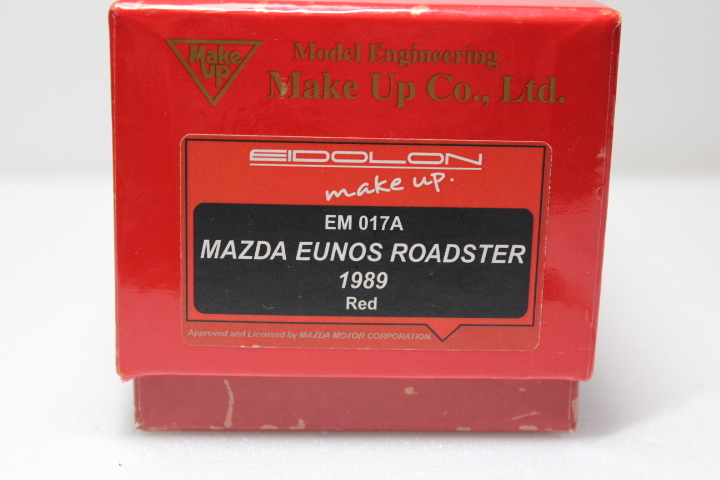 Make
Up
Model Engineering
Make Up Co., Ltd.
EIDOLON
make up.
EM 017A
MAZDA EUNOS ROADSTER
1989
Red
Approved and Licensed by MAZDA MOTOR CORPORATION.